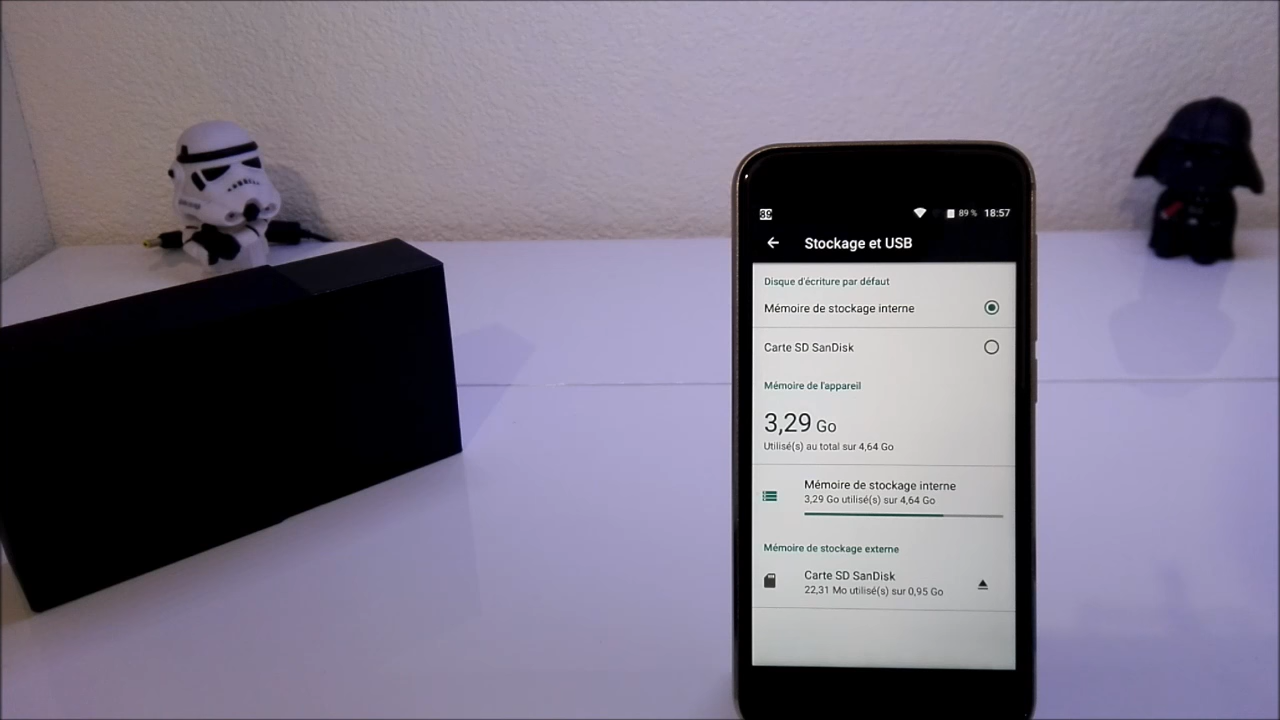 89
89 % 18:57
Stockage et USB
Disque d'écriture par défaut
Mémoire de stockage interne
Carte SD SanDisk
Mémoire de l'appareil
3,29 Go
Utilisé(s) au total sur 4,64 Go
Mémoire de stockage interne
3,29 Go utilisé(s) sur 4,64 Go
Mémoire de stockage externe
Carte SD SanDisk
22,31 Mo utilisé(s) sur 0,95 Go